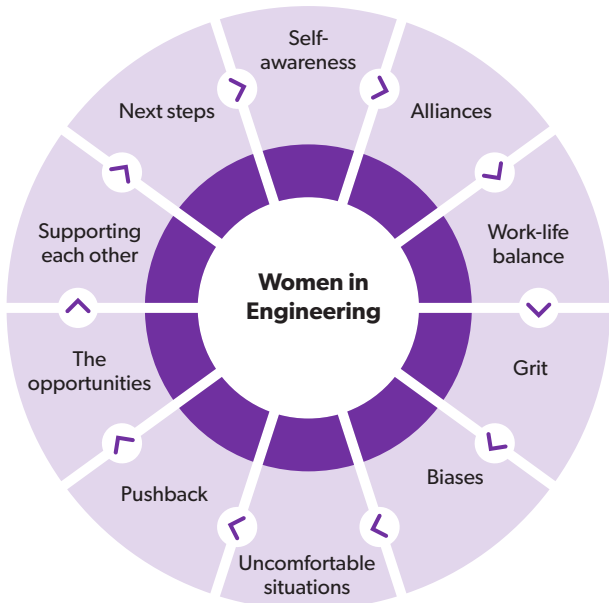 Self-
awareness
Alliances
Work-life
balance
Grit
Biases
Uncomfortable
situations
Pushback
The
opportunities
Supporting
each other
Next steps
Women in
Engineering